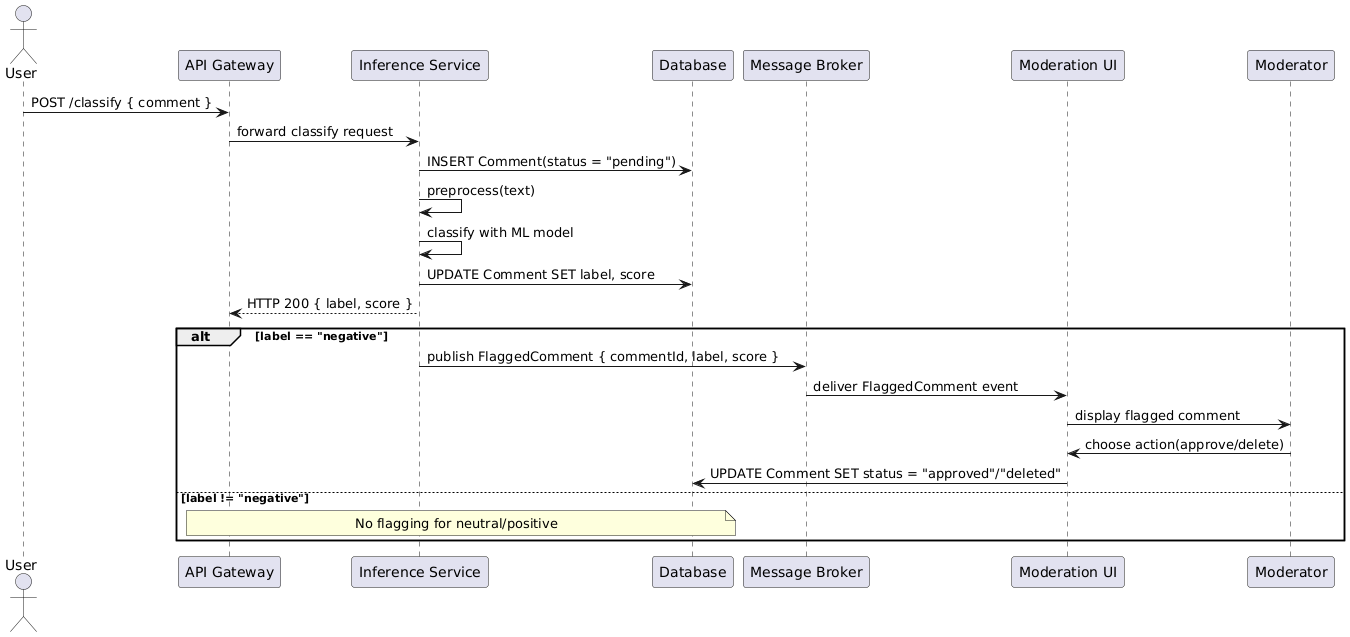 User
API Gateway
Inference Service
Database
Message Broker
Moderation UI
Moderator
POST /classify { comment }
forward classify request
INSERT Comment(status = "pending")
preprocess(text)
classify with ML model
UPDATE Comment SET label, score
HTTP 200 { label, score }
alt
[label == "negative"]
publish FlaggedComment { commentId, label, score }
deliver FlaggedComment event
display flagged comment
choose action(approve/delete)
UPDATE Comment SET status = "approved"/"deleted"
[label != "negative"]
No flagging for neutral/positive
User
API Gateway
Inference Service
Database
Message Broker
Moderation UI
Moderator